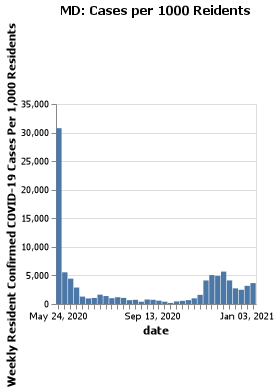 MD: Cases per 1000 Reidents
Weekly Resident Confirmed COVID-19 Cases Per 1,000 Residents
35,000
30,000
25,000
20,000
15,000
10,000
5,000
0
May 24, 2020 Sep 13, 2020 Jan 03, 2021
date